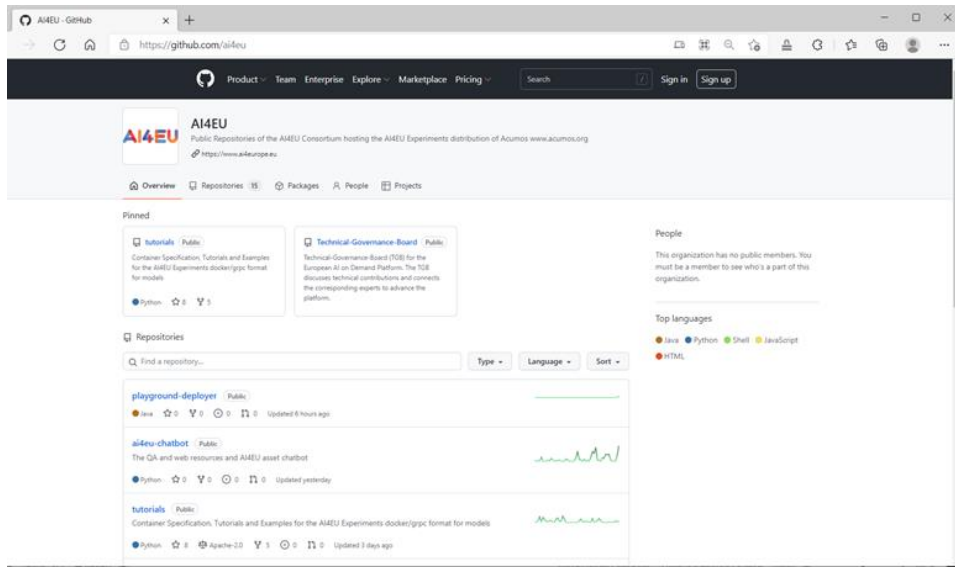 AI4EU - GitHub
https://github.com/ai4eu
Product Team Enterprise Explore Marketplace Pricing Search / Sign in Sign up
AI4EU
AI4EU
Public Repositories of the AI4EU Consortium hosting the AI4EU Experiments distribution of Acumos www.acumos.org
https://www.ai4europe.eu
Overview Repositories 15 Packages People Projects
Pinned
tutorials Public
Container Specification, Tutorials and Examples
for the AI4EU Experiments docker/grpc format
for models
Python 8 5
Technical-Governance-Board Public
Technical-Governance-Board (TGB) for the
European AI on Demand Platform. The TGB
discusses technical contributions and connects
the corresponding experts to advance the
platform.
People
This organization has no public members. You
must be a member to see who's a part of this
organization.
Top languages
Java Python Shell JavaScript
HTML
Repositories
Find a repository... Type Language Sort
playground-deployer Public
Java 0 0 0 0 Updated 6 hours ago
ai4eu-chatbot Public
The QA and web resources and AI4EU asset chatbot
Python 0 0 0 0 Updated yesterday
tutorials Public
Container Specification, Tutorials and Examples for the AI4EU Experiments docker/grpc format for models
Python 8 Apache-2.0 5 0 0 Updated 3 days ago